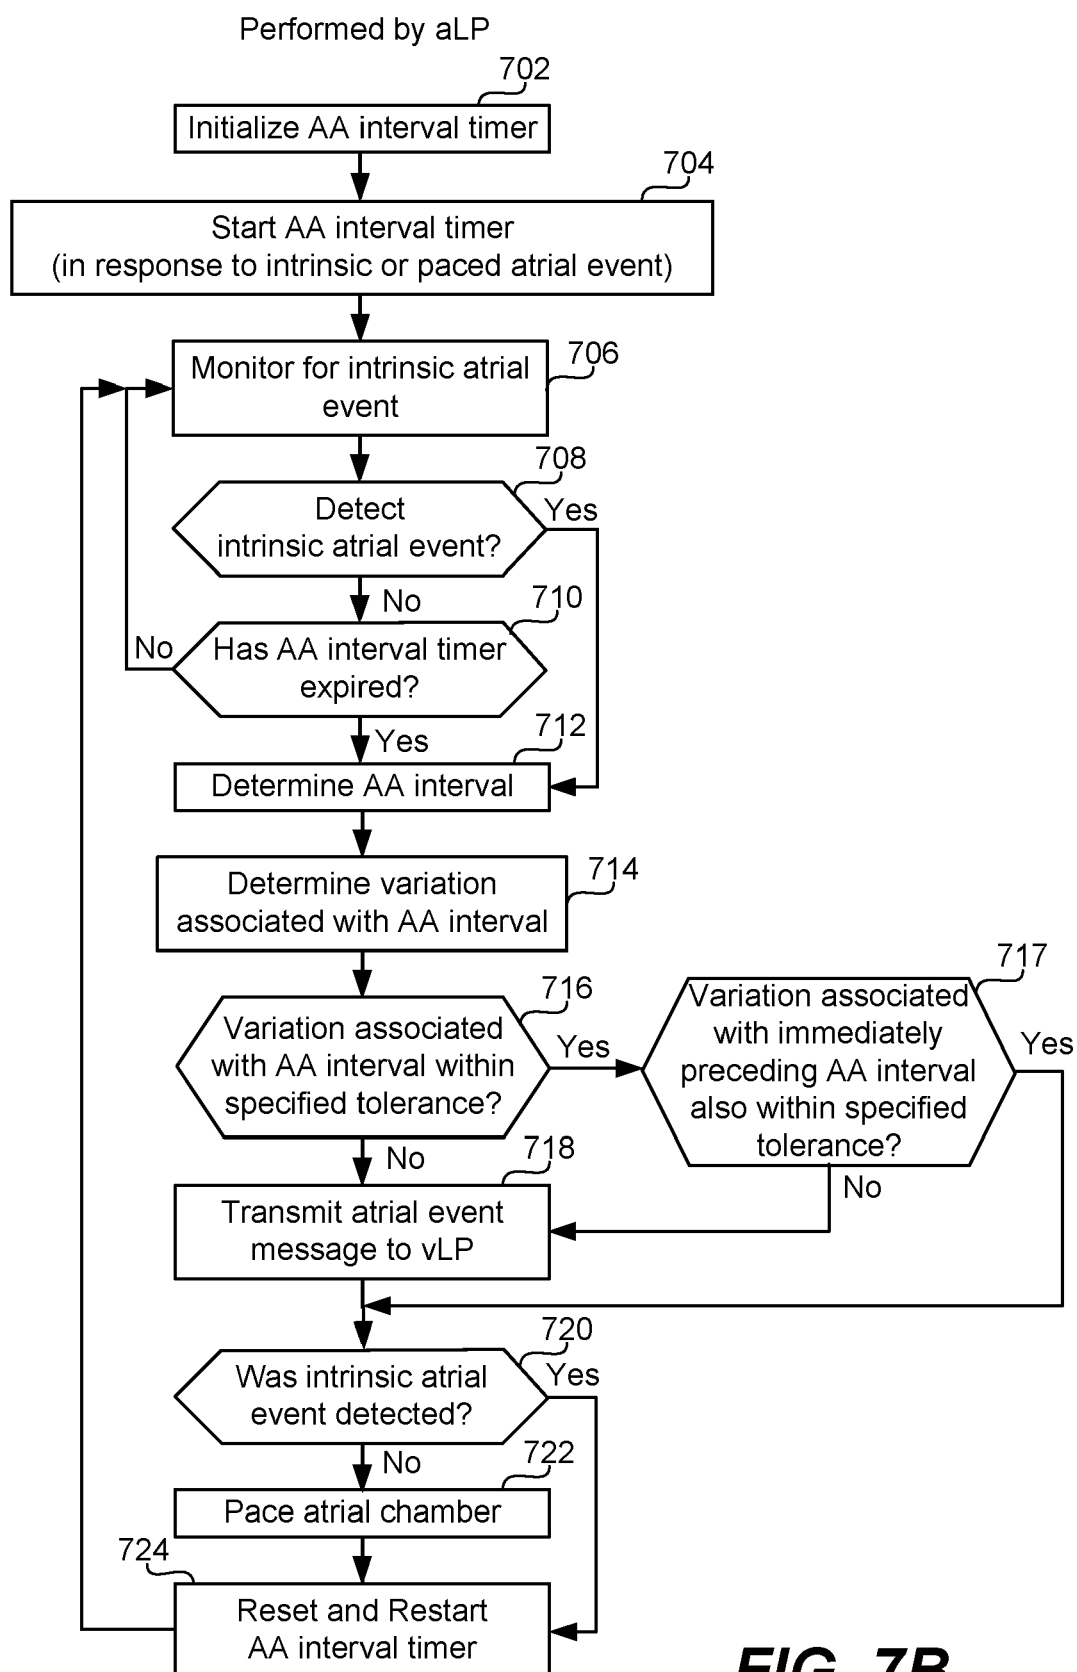 Performed by aLP
702
Initialize AA interval timer
704
Start AA interval timer
(in response to intrinsic or paced atrial event)
706
Monitor for intrinsic atrial
event
708
Detect
intrinsic atrial event?
Yes
No
710
Has AA interval timer
expired?
No
Yes
712
Determine AA interval
714
Determine variation
associated with AA interval
716
Variation associated
with AA interval within
specified tolerance?
Yes
717
Variation associated
with immediately
preceding AA interval
also within specified
tolerance?
Yes
No
No
718
Transmit atrial event
message to vLP
720
Was intrinsic atrial
event detected?
Yes
No
722
Pace atrial chamber
724
Reset and Restart
AA interval timer
FIG. 7B